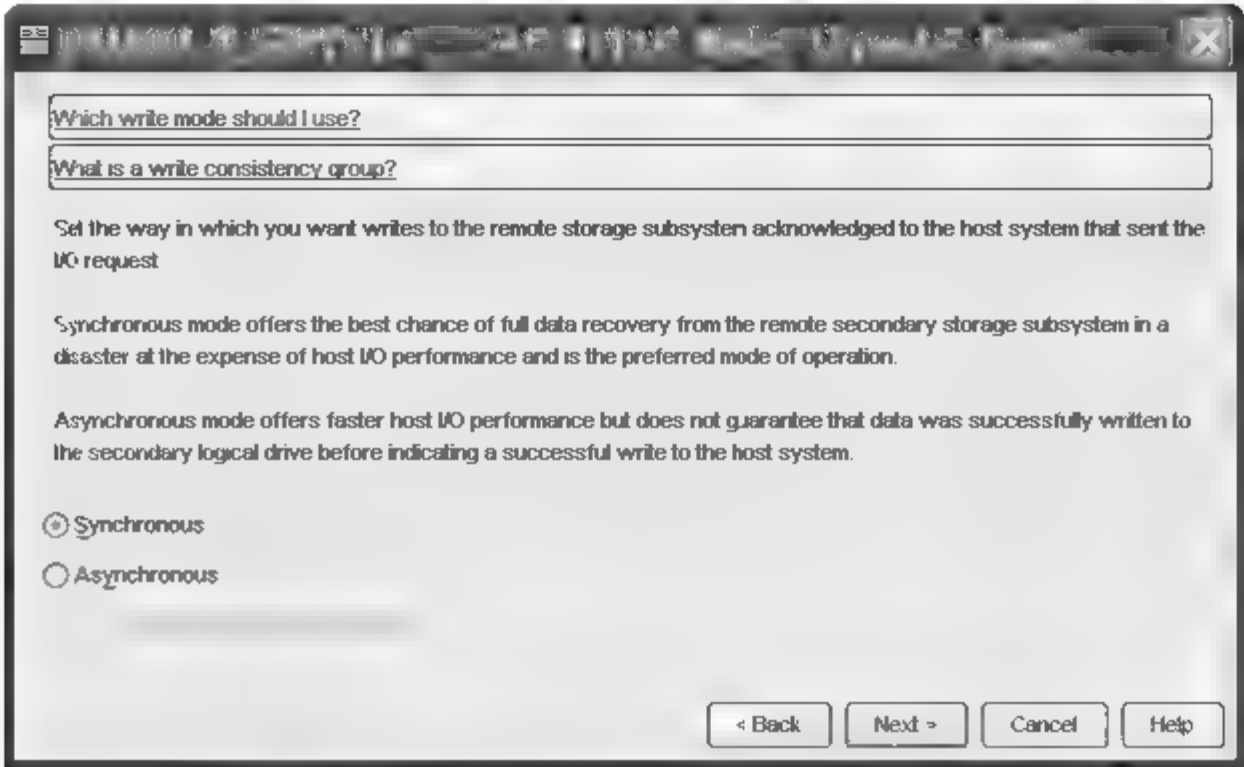 Which write mode should I use?
What is a write consistency group?
Set the way in which you want writes to the remote storage subsystem acknowledged to the host system that sent the
I/O request
Synchronous mode offers the best chance of full data recovery from the remote secondary storage subsystem in a
disaster at the expense of host I/O performance and is the preferred mode of operation.
Asynchronous mode offers faster host I/O performance but does not guarantee that data was successfully written to
the secondary logical drive before indicating a successful write to the host system.
Synchronous
Asynchronous
< Back Next > Cancel Help